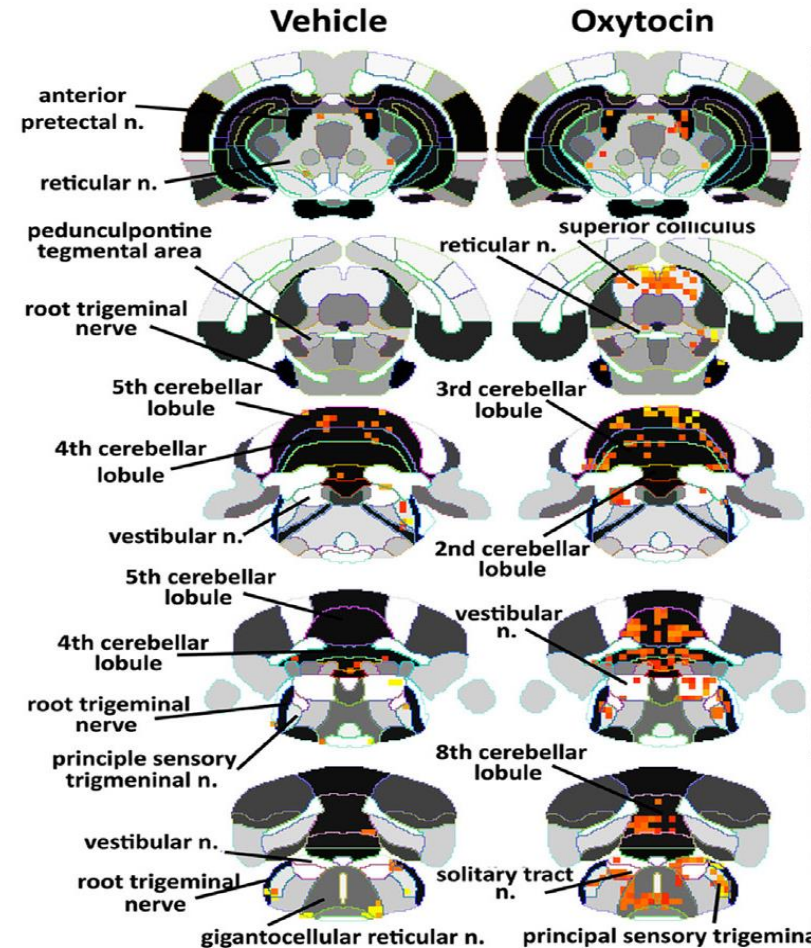 Vehicle
Oxytocin
anterior
pretectal n.
reticular n.
pedunculpontine
tegmental area
root trigeminal
nerve
superior colliculus
reticular n.
5th cerebellar
lobule
4th cerebellar
lobule
vestibular n.
3rd cerebellar
lobule
2nd cerebellar
lobule
5th cerebellar
lobule
4th cerebellar
lobule
root trigeminal
nerve
principle sensory
trigmeninal n.
vestibular
n.
8th cerebellar
lobule
vestibular n.
root trigeminal
nerve
gigantocellular reticular n.
solitary tract
n.
principal sensory trigemina